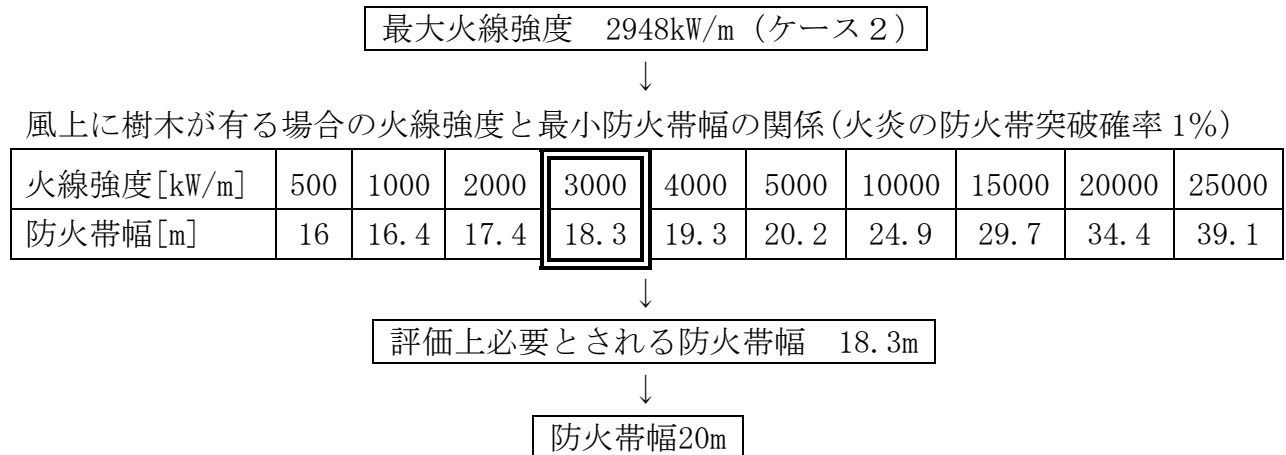 最大火線強度　2948kW/m（ケース２）
↓
風上に樹木が有る場合の火線強度と最小防火帯幅の関係(火炎の防火帯突破確率1%)
火線強度[kW/m] 500 1000 2000 3000 4000 5000 10000 15000 20000 25000
防火帯幅[m] 16 16.4 17.4 18.3 19.3 20.2 24.9 29.7 34.4 39.1
↓
評価上必要とされる防火帯幅　18.3m
↓
防火帯幅20m